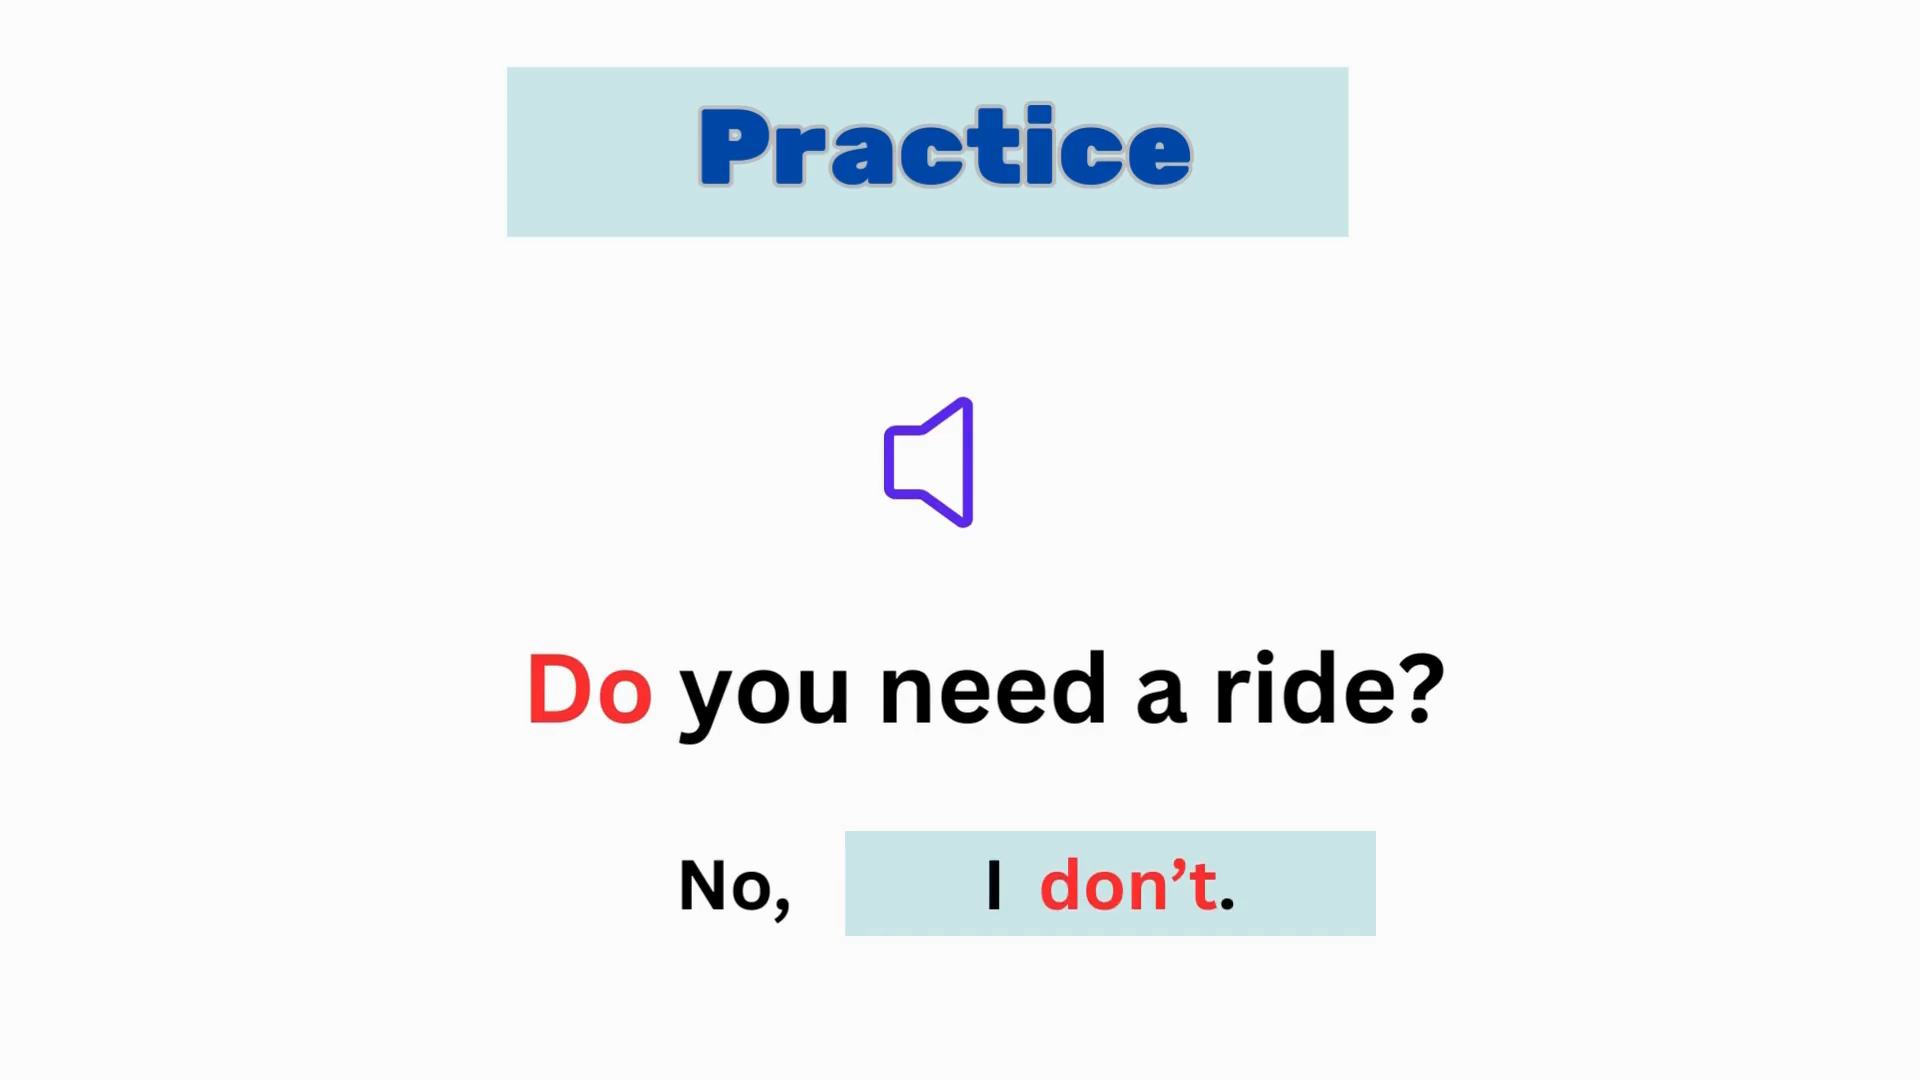 Practice
Do you need a ride?
No, I don’t.